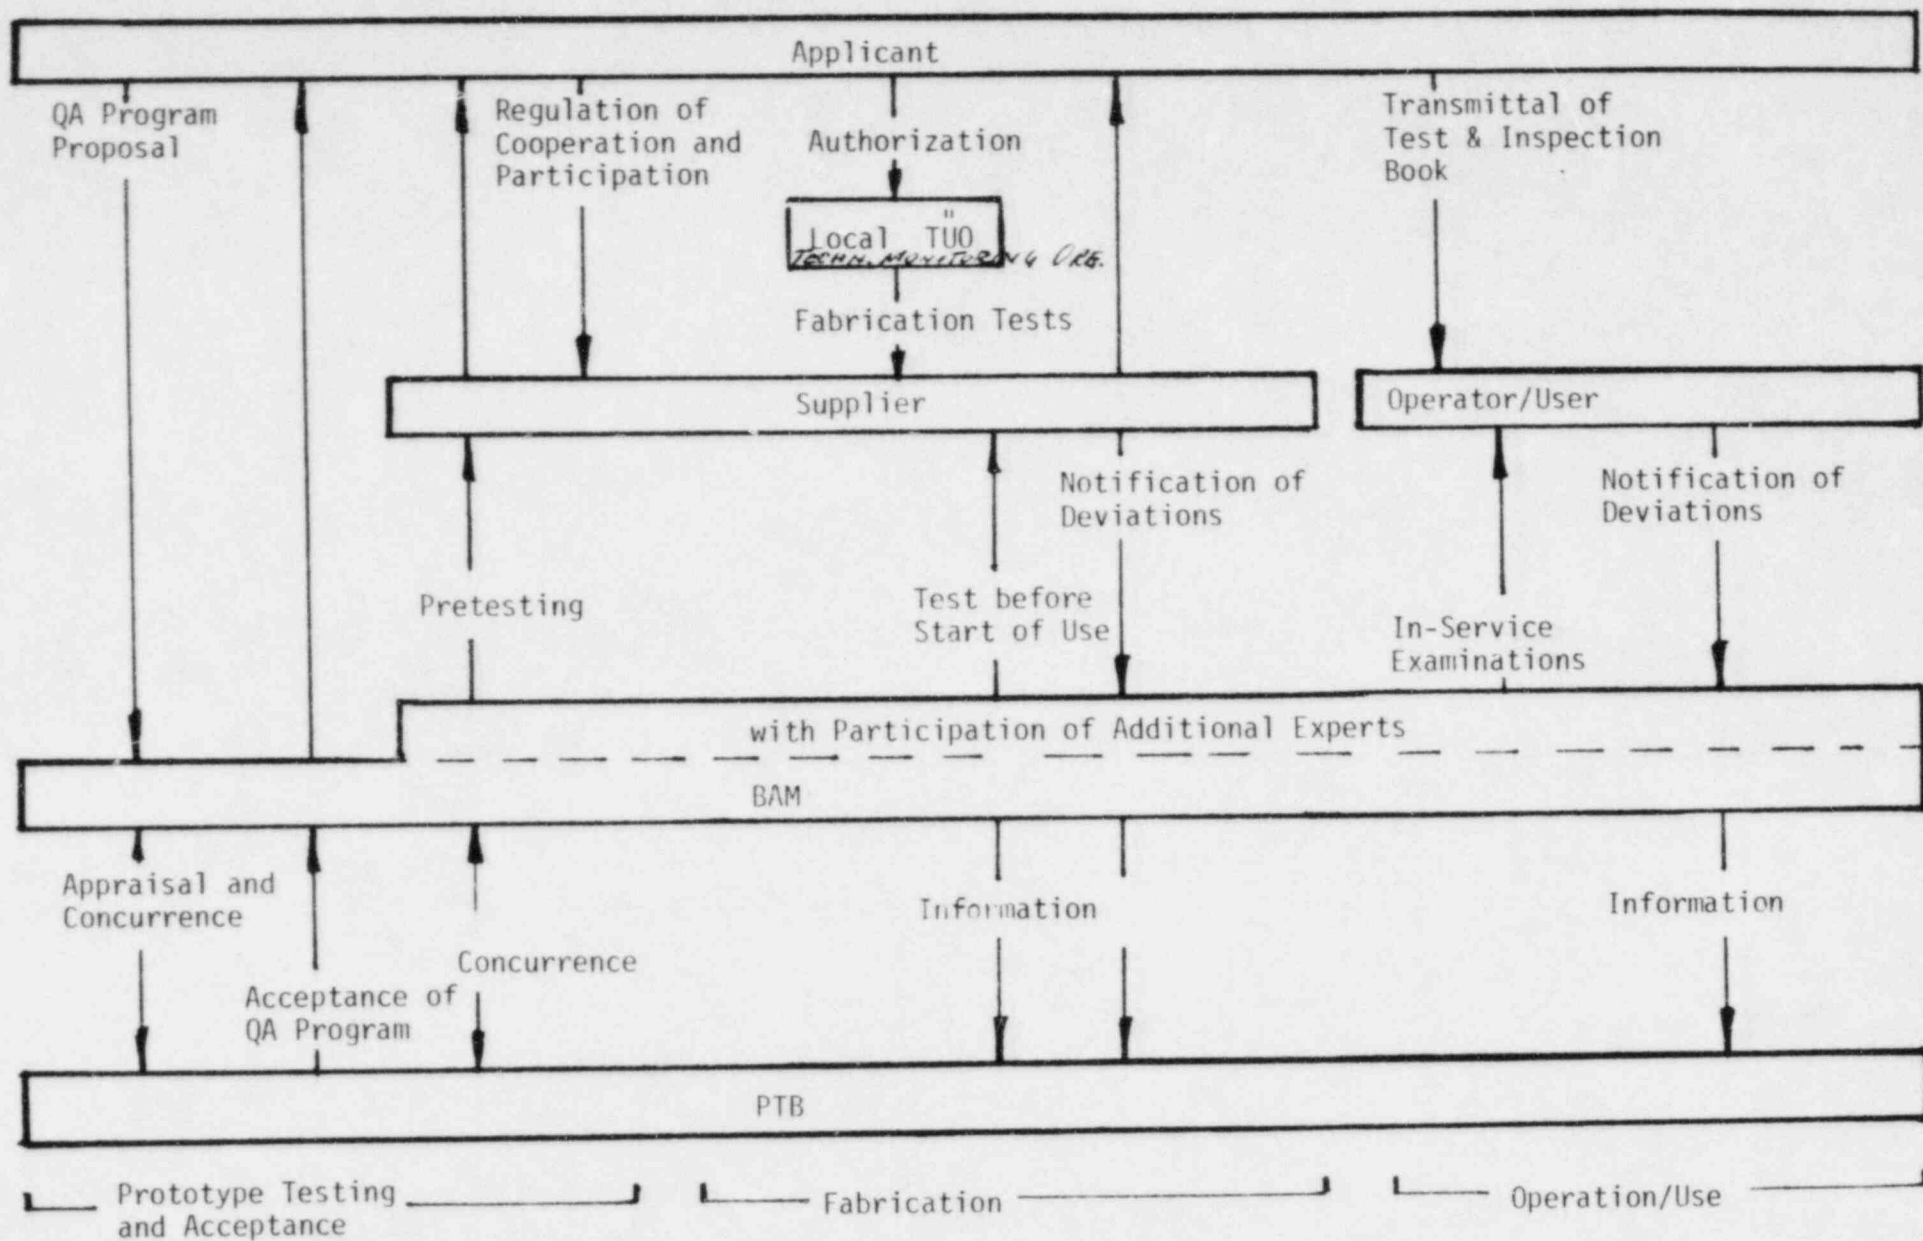 Applicant
QA Program
Proposal
Regulation of
Cooperation and
Participation
Authorization
Transmittal of
Test & Inspection
Book
Local TÜO
TECHN. MONITORING ORG.
Fabrication Tests
Supplier
Operator/User
Notification of
Deviations
Notification of
Deviations
Pretesting
Test before
Start of Use
In-Service
Examinations
with Participation of Additional Experts
BAM
Appraisal and
Concurrence
Information
Information
Concurrence
Acceptance of
QA Program
PTB
Prototype Testing
and Acceptance
Fabrication
Operation/Use